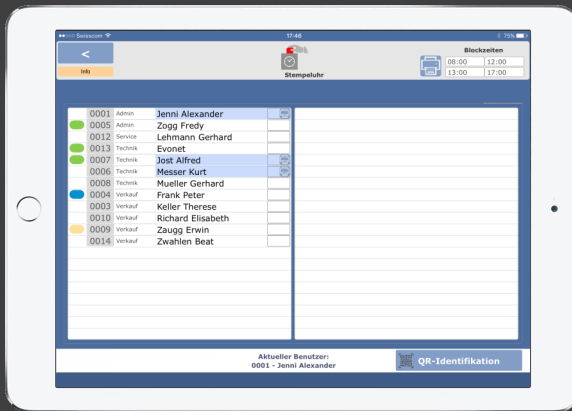 Swisscom 17:46 75%
<
Info
Stempeluhr
Blockzeiten
08:00 12:00
13:00 17:00
0001 Admin Jenni Alexander
0005 Admin Zogg Fredy
0012 Service Lehmann Gerhard
0013 Technik Evonet
0007 Technik Jost Alfred
0006 Technik Messer Kurt
0008 Technik Mueller Gerhard
0004 Verkauf Frank Peter
0003 Verkauf Keller Therese
0010 Verkauf Richard Elisabeth
0009 Verkauf Zaugg Erwin
0014 Verkauf Zwahlen Beat
Aktueller Benutzer:
0001 - Jenni Alexander
QR-Identifikation